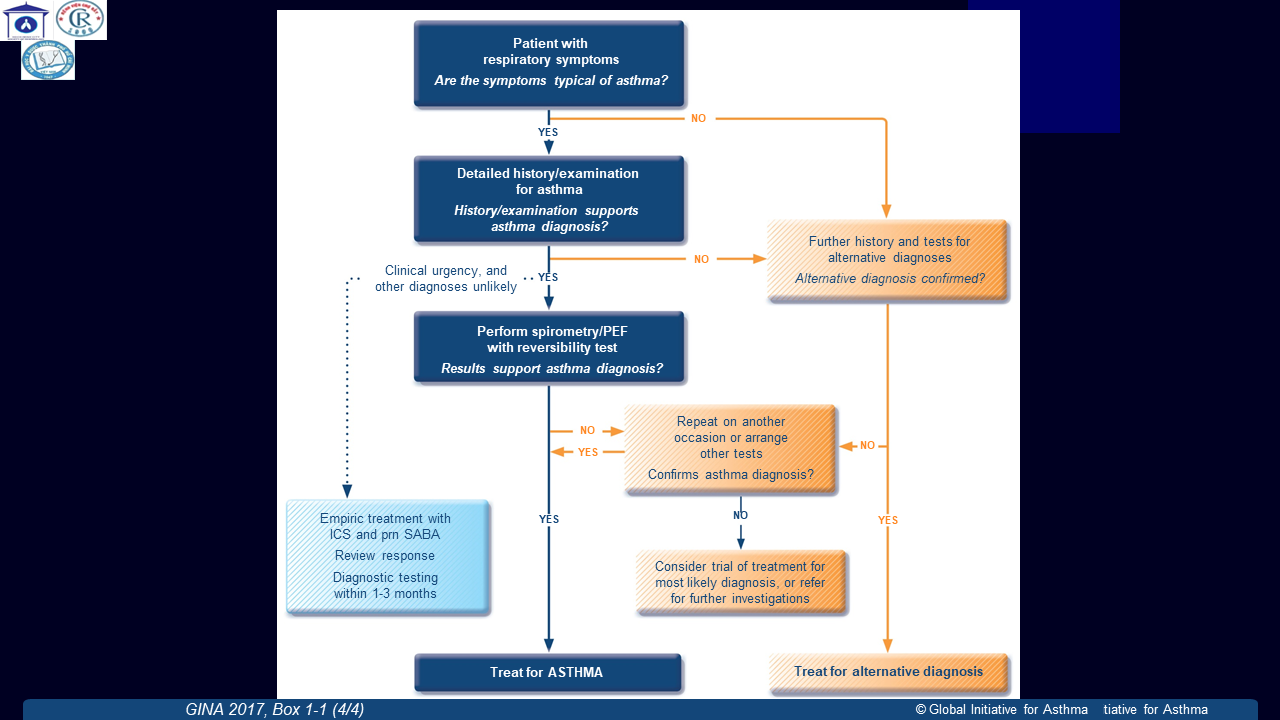 Patient with
respiratory symptoms
Are the symptoms typical of asthma?
NO
YES
Detailed history/examination
for asthma
History/examination supports
asthma diagnosis?
Further history and tests for
alternative diagnoses
Alternative diagnosis confirmed?
NO
Clinical urgency, and
other diagnoses unlikely
YES
Perform spirometry/PEF
with reversibility test
Results support asthma diagnosis?
Repeat on another
occasion or arrange
other tests
Confirms asthma diagnosis?
NO
YES
NO
Empiric treatment with
ICS and prn SABA
Review response
Diagnostic testing
within 1-3 months
YES
NO
YES
Consider trial of treatment for
most likely diagnosis, or refer
for further investigations
Treat for ASTHMA
Treat for alternative diagnosis
GINA 2017, Box 1-1 (4/4)
© Global Initiative for Asthma tiative for Asthma